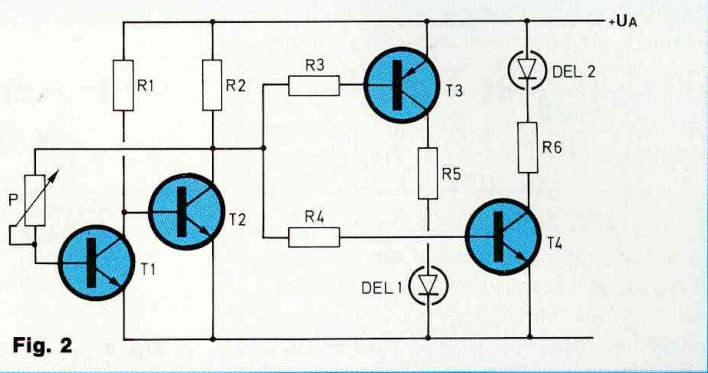 +UA
R1
R2
R3
T3
DEL 2
P
R5
R6
T2
R4
T1
T4
DEL 1
Fig. 2